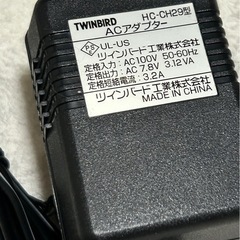 TWINBIRD HC-CH29型
ACアダプター
PSE UL-US
ツインバード工業株式会社
定格入力：AC100V 50-60Hz
定格出力：AC 7.8V 3.12VA
定格短絡電流：3.2A
ツインバード工業株式会社
MADE IN CHINA